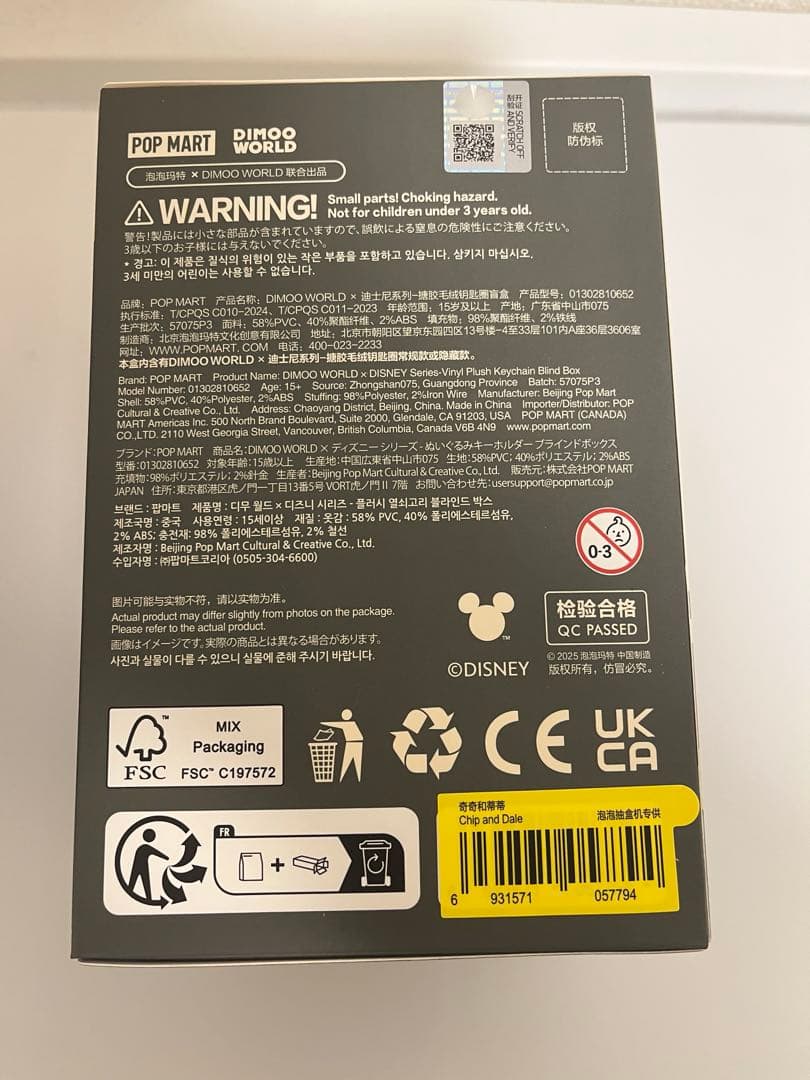 POP MART DIMOO WORLD
泡泡玛特 × DIMOO WORLD 联合出品
刮开验证 SCRATCH OFF AND VERIFY
版权
防伪标
WARNING! Small parts! Choking hazard.
Not for children under 3 years old.
警告!製品には小さな部品が含まれていますので、誤飲による窒息の危険性にご注意ください。
3歳以下のお子様には与えないでください。
* 경고: 이 제품은 질식의 위험이 있는 작은 부품을 포함하고 있습니다. 삼키지 마십시오.
3세 미만의 어린이는 사용할 수 없습니다.
品牌：POP MART 产品名称：DIMOO WORLD × 迪士尼系列-搪胶毛绒钥匙圈盲盒 产品型号：01302810652
执行标准：T/CPQS C010–2024、T/CPQS C011–2023 年龄范围：15岁及以上 产地：广东省中山市075
生产批次：57075P3 面料：58%PVC、40%聚酯纤维、2%ABS 填充物：98%聚酯纤维、2%铁线
制造商：北京泡泡玛特文化创意有限公司 地址：北京市朝阳区望京东园四区13号楼-4至33层101内A座36层3606室
网址：WWW.POPMART.COM 电话：400-023-2233
本盒内含有DIMOO WORLD × 迪士尼系列–搪胶毛绒钥匙圈常规款或隐藏款。
Brand: POP MART Product Name: DIMOO WORLD × DISNEY Series-Vinyl Plush Keychain Blind Box
Model Number: 01302810652 Age: 15+ Source: Zhongshan075, Guangdong Province Batch: 57075P3
Shell: 58%PVC, 40%Polyester, 2%ABS Stuffing: 98%Polyester, 2%Iron Wire Manufacturer: Beijing Pop Mart
Cultural & Creative Co., Ltd. Address: Chaoyang District, Beijing, China. Made in China Importer/Distributor: POP
MART Americas Inc. 500 North Brand Boulevard, Suite 2000, Glendale, CA 91203, USA POP MART (CANADA)
CO.,LTD. 2110 West Georgia Street, Vancouver, British Columbia, Canada V6B 4N9 www.popmart.com
ブランド：POP MART 商品名：DIMOO WORLD × ディズニー シリーズ - ぬいぐるみキーホルダー ブラインドボックス
型番：01302810652 対象年齢：15歳以上 生産地：中国広東省中山市075 生地：58%PVC；40%ポリエステル；2%ABS
充填物：98%ポリエステル；2%針金 生産者：Beijing Pop Mart Cultural & Creative Co., Ltd. 販売元：株式会社POP MART
JAPAN 住所：東京都港区虎ノ門一丁目13番5号 VORT虎ノ門Ⅱ 7階 お問い合わせ先：usersupport@popmart.co.jp
브랜드 : 팝마트 제품명 : 디무 월드 × 디즈니 시리즈 - 플러시 열쇠고리 블라인드 박스
제조국명 : 중국 사용연령 : 15세이상 재질 : 옷감 : 58% PVC, 40% 폴리에스테르섬유,
2% ABS; 충전재: 98% 폴리에스테르섬유, 2% 철선
제조자명 : Beijing Pop Mart Cultural & Creative Co., Ltd.
수입자명 : ㈜팝마트코리아 (0505-304-6600)
0-3
图片可能与实物不符，请以实物为准。
Actual product may differ slightly from photos on the package.
Please refer to the actual product.
画像はイメージです。実際の商品とは異なる場合があります。
사진과 실물이 다를 수 있으니 실물에 준해 주시기 바랍니다.
TM
©DISNEY
检验合格
QC PASSED
© 2025 泡泡玛特 中国制造
版权所有，仿冒必究。
FSC™
MIX
Packaging
FSC™ C197572
CE
UK
CA
FR
奇奇和蒂蒂
Chip and Dale
泡泡抽盒机专供
6 931571 057794